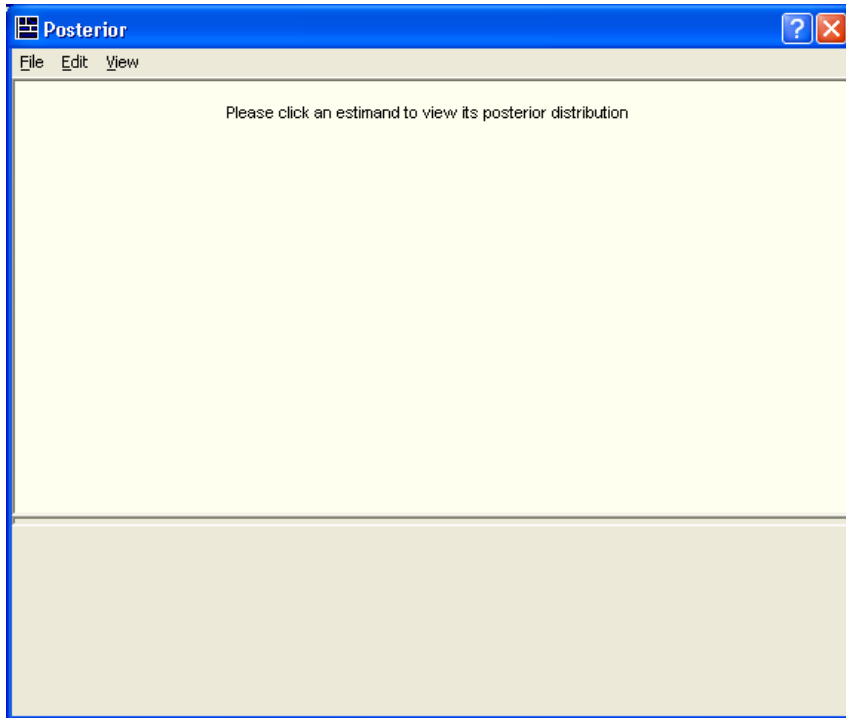 Posterior
File Edit View
Please click an estimand to view its posterior distribution